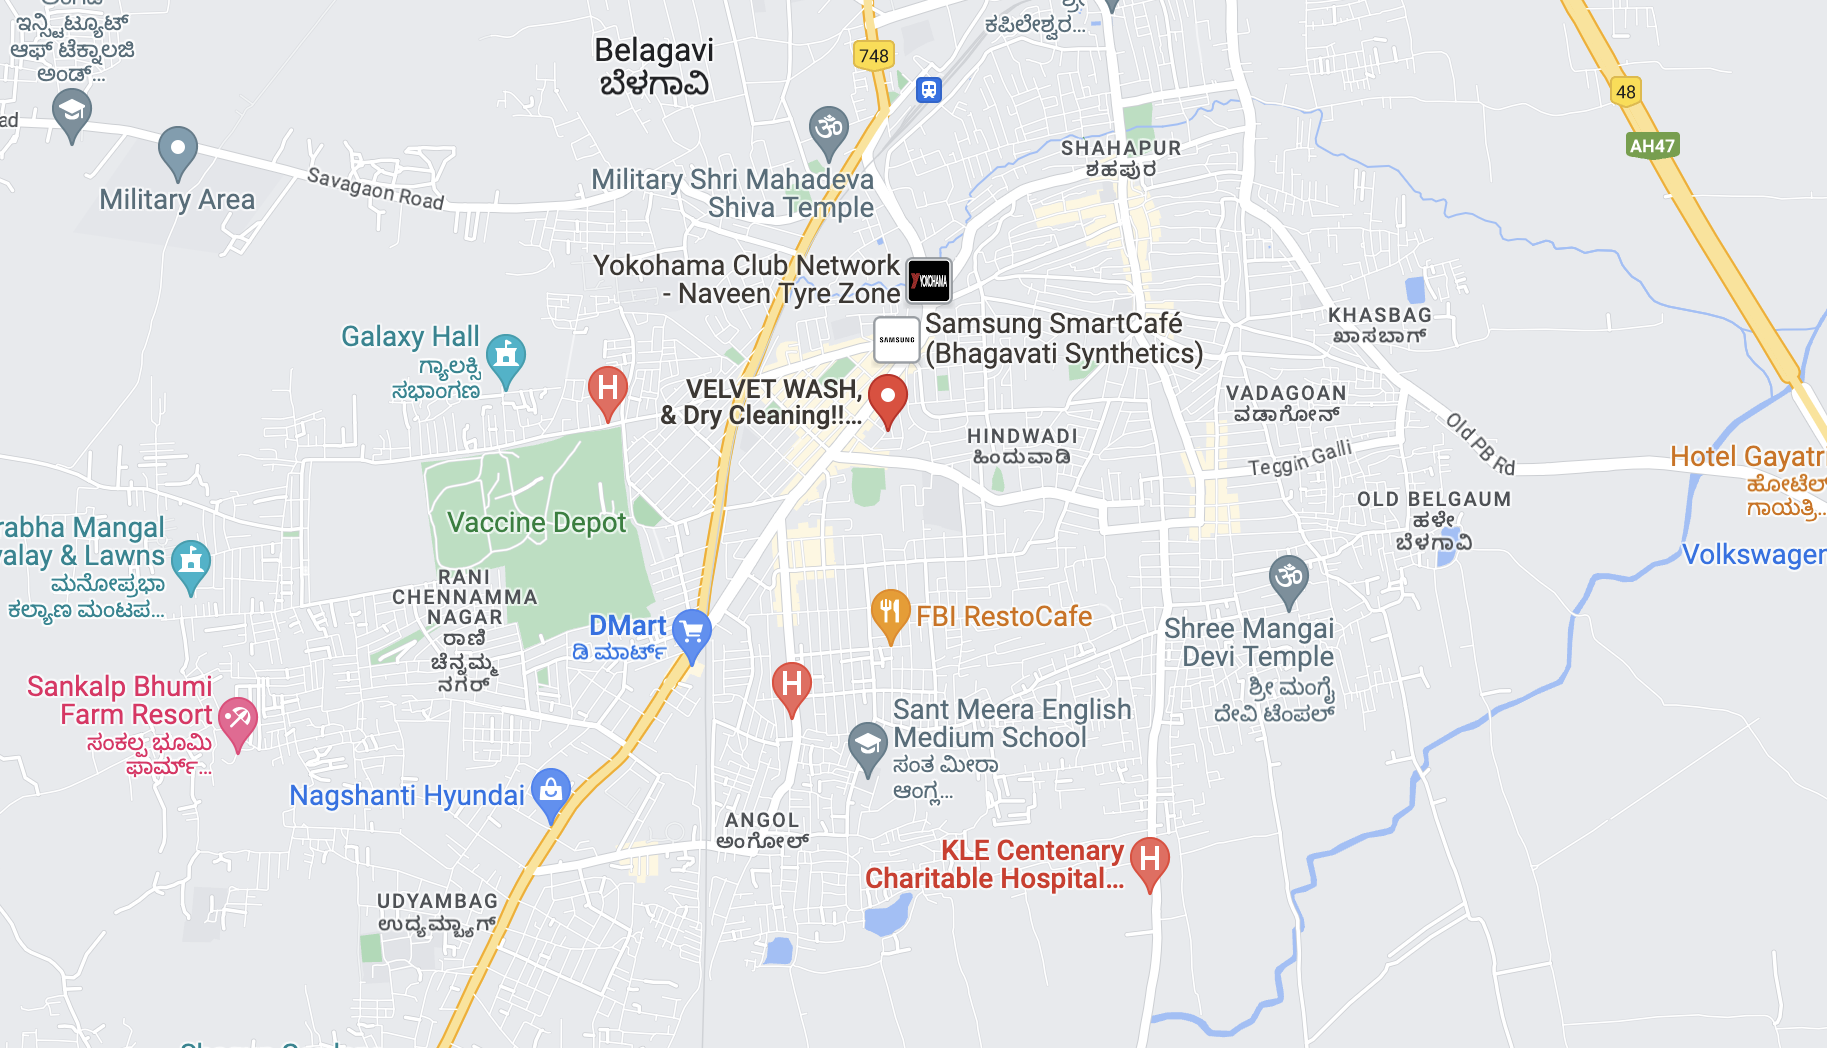 ಇನ್ಸ್ಟಿಟ್ಯೂಟ್
ಆಫ್ ಟೆಕ್ನಾಲಜಿ
ಅಂಡ್...
Belagavi
ಬೆಳಗಾವಿ
748
ಶ್ರೀ
ಕಪಿಲೇಶ್ವರ...
48
AH47
ad
Military Area
Savagaon Road
Military Shri Mahadeva
Shiva Temple
SHAHAPUR
ಶಹಪುರ
Yokohama Club Network
- Naveen Tyre Zone
YOKOHAMA
SAMSUNG
Samsung SmartCafé
(Bhagavati Synthetics)
KHASBAG
ಖಾಸಬಾಗ್
Galaxy Hall
ಗ್ಯಾಲಕ್ಸಿ
ಸಭಾಂಗಣ
H
VELVET WASH,
& Dry Cleaning!!...
VADAGOAN
ವಡಾಗೋನ್
HINDWADI
ಹಿಂದುವಾಡಿ
Teggin Galli
Old PB Rd
Hotel Gayatri
ಹೋಟೆಲ್
ಗಾಯತ್ರಿ...
OLD BELGAUM
ಹಳೇ
ಬೆಳಗಾವಿ
Volkswagen
Vaccine Depot
rabha Mangal
yalay & Lawns
ಮನೋಪ್ರಭಾ
ಕಲ್ಯಾಣ ಮಂಟಪ...
RANI
CHENNAMMA
NAGAR
ರಾಣಿ
ಚೆನ್ನಮ್ಮ
ನಗರ್
DMart
ಡಿ ಮಾರ್ಟ್
FBI RestoCafe
Shree Mangai
Devi Temple
ಶ್ರೀ ಮಂಗೈ
ದೇವಿ ಟೆಂಪಲ್
Sankalp Bhumi
Farm Resort
ಸಂಕಲ್ಪ ಭೂಮಿ
ಫಾರ್ಮ್...
H
Sant Meera English
Medium School
ಸಂತ ಮೀರಾ
ಆಂಗ್ಲ...
Nagshanti Hyundai
ANGOL
ಅಂಗೋಲ್
KLE Centenary
Charitable Hospital...
H
UDYAMBAG
ಉದ್ಯಮ್ಬ್ಯಾಗ್